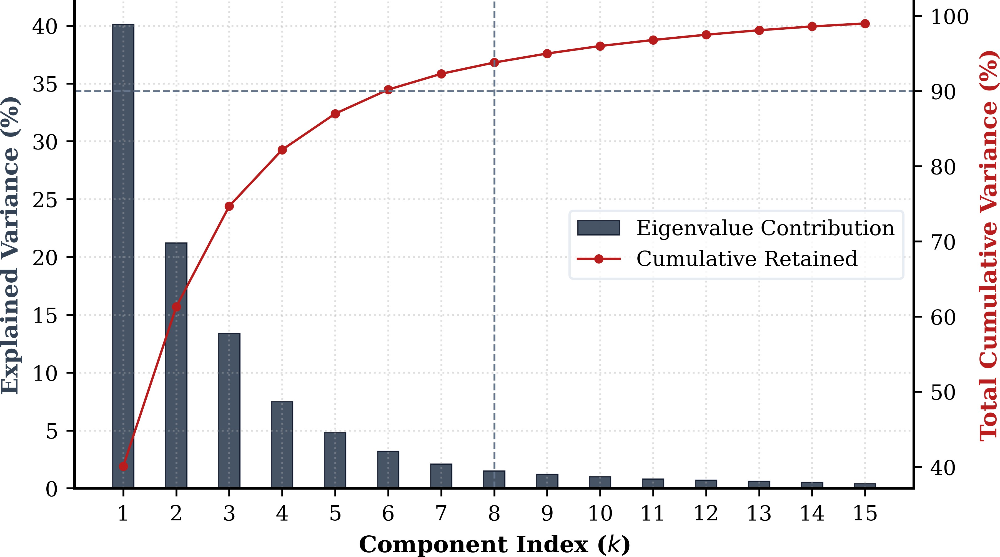 Explained Variance (%)
40
35
30
25
20
15
10
5
0
100
90
80
70
60
50
40
Total Cumulative Variance (%)
Eigenvalue Contribution
Cumulative Retained
1 2 3 4 5 6 7 8 9 10 11 12 13 14 15
Component Index (k)